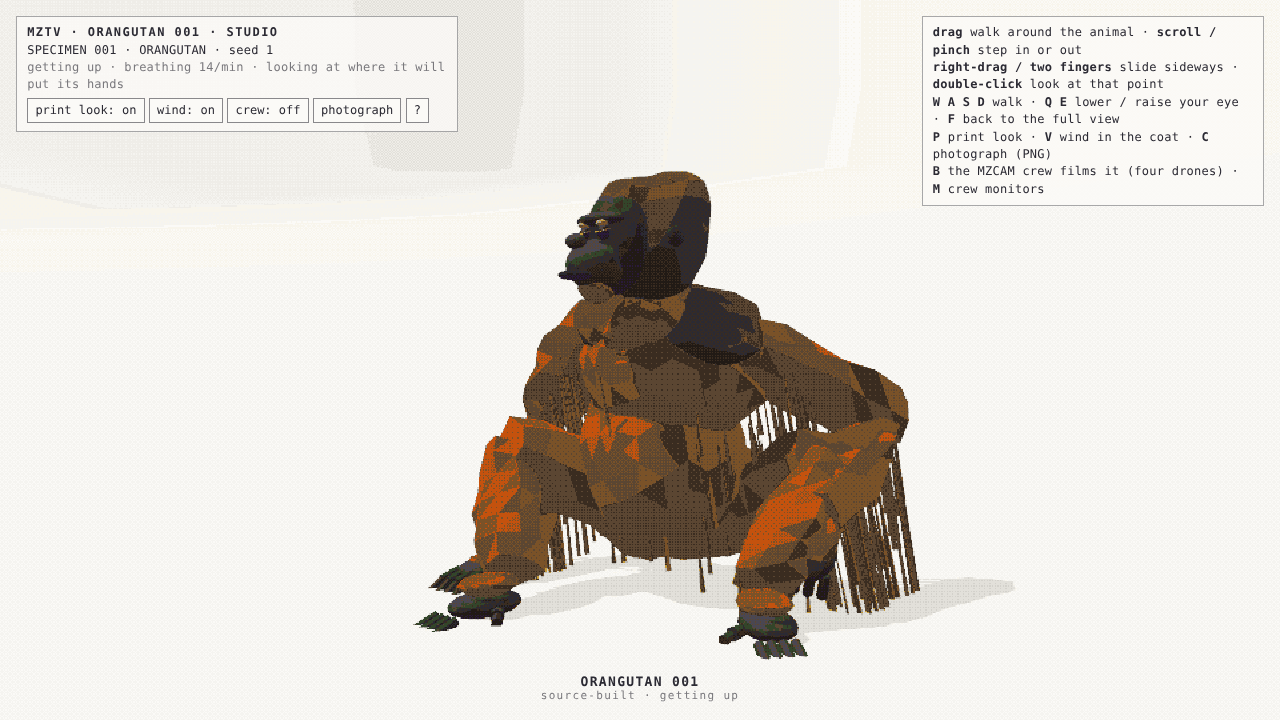 MZTV · ORANGUTAN 001 · STUDIO
SPECIMEN 001 · ORANGUTAN · seed 1
getting up · breathing 14/min · looking at where it will
put its hands
print look: on wind: on crew: off photograph ?
drag walk around the animal · scroll /
pinch step in or out
right-drag / two fingers slide sideways ·
double-click look at that point
W A S D walk · Q E lower / raise your eye
· F back to the full view
P print look · V wind in the coat · C
photograph (PNG)
B the MZCAM crew films it (four drones) ·
M crew monitors
ORANGUTAN 001
source-built · getting up